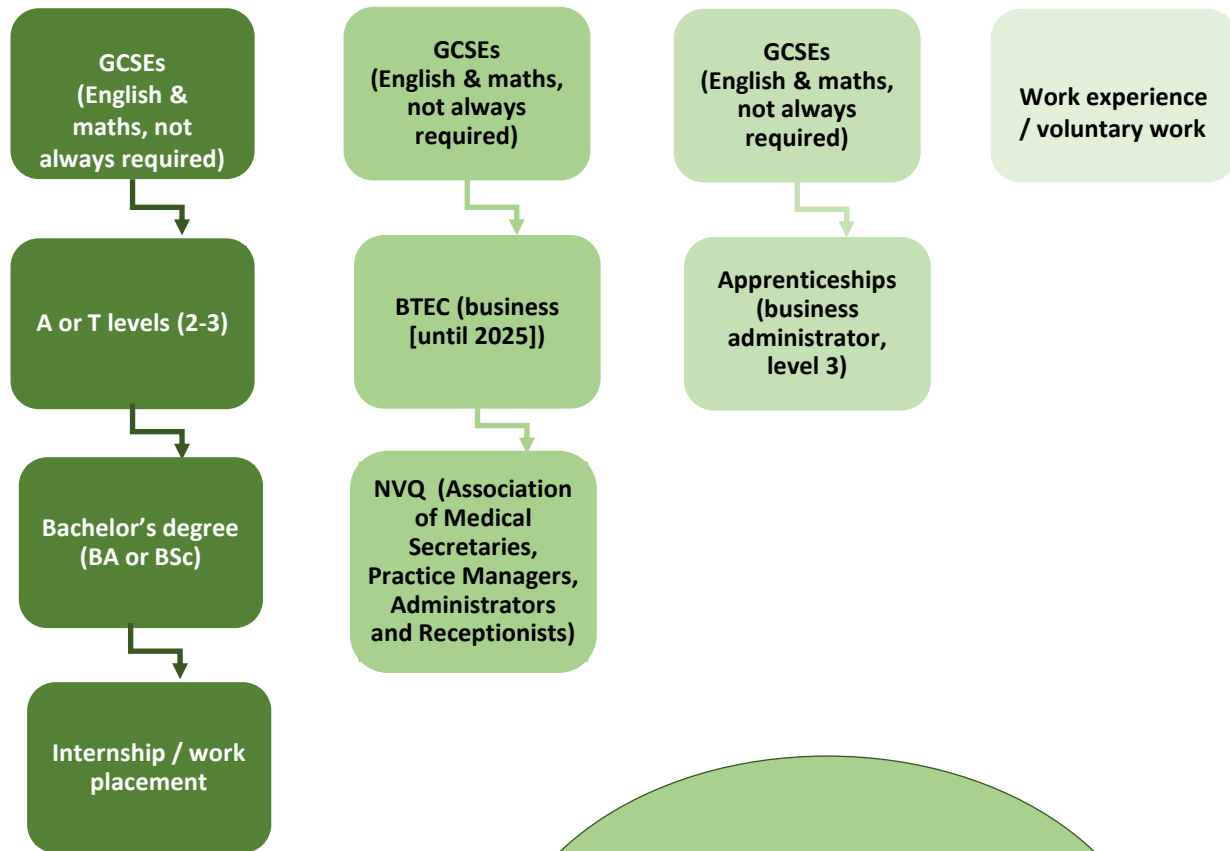 GCSEs
(English &
maths, not
always required)
A or T levels (2-3)
Bachelor’s degree
(BA or BSc)
Internship / work
placement
GCSEs
(English & maths,
not always
required)
BTEC (business
[until 2025])
NVQ  (Association
of Medical
Secretaries,
Practice Managers,
Administrators
and Receptionists)
GCSEs
(English & maths,
not always
required)
Apprenticeships
(business
administrator,
level 3)
Work experience
/ voluntary work